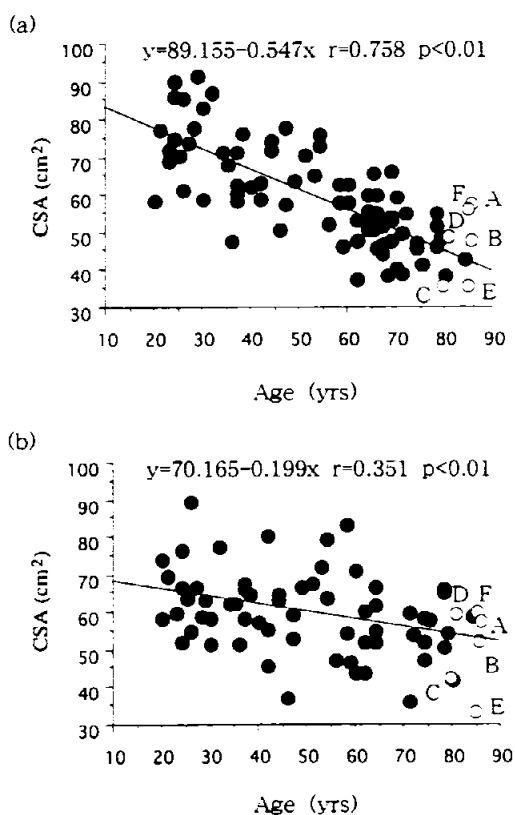 (a)
y=89.155-0.547x r=0.758 p<0.01
100
90
80
70
60
50
40
30
CSA (cm²)
F A
D
B
C E
10 20 30 40 50 60 70 80 90
Age (yrs)
(b)
y=70.165-0.199x r=0.351 p<0.01
100
90
80
70
60
50
40
30
CSA (cm²)
D F
A
B
C
E
10 20 30 40 50 60 70 80 90
Age (yrs)